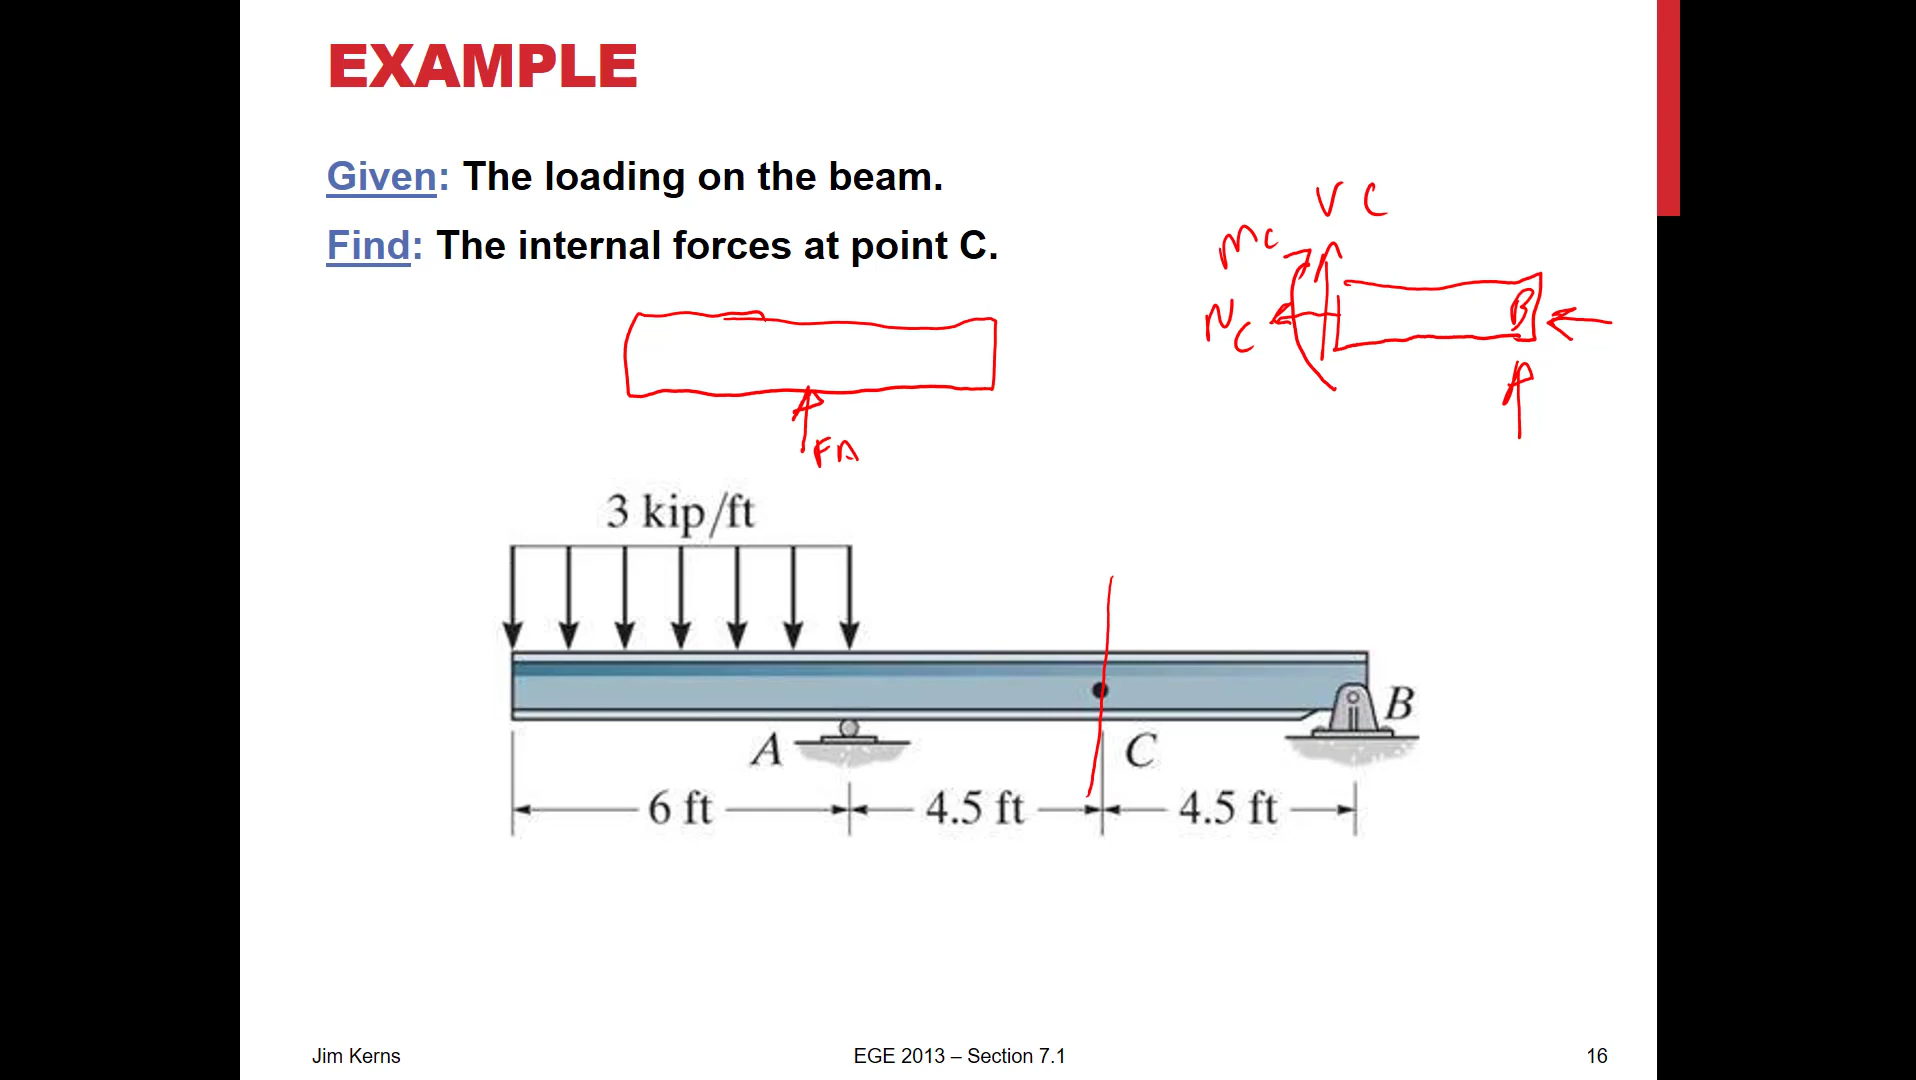 EXAMPLE
Given: The loading on the beam.
Find: The internal forces at point C.
VC
MC
NC
B
FA
3 kip/ft
A
C
B
6 ft
4.5 ft
4.5 ft
Jim Kerns
EGE 2013 – Section 7.1
16